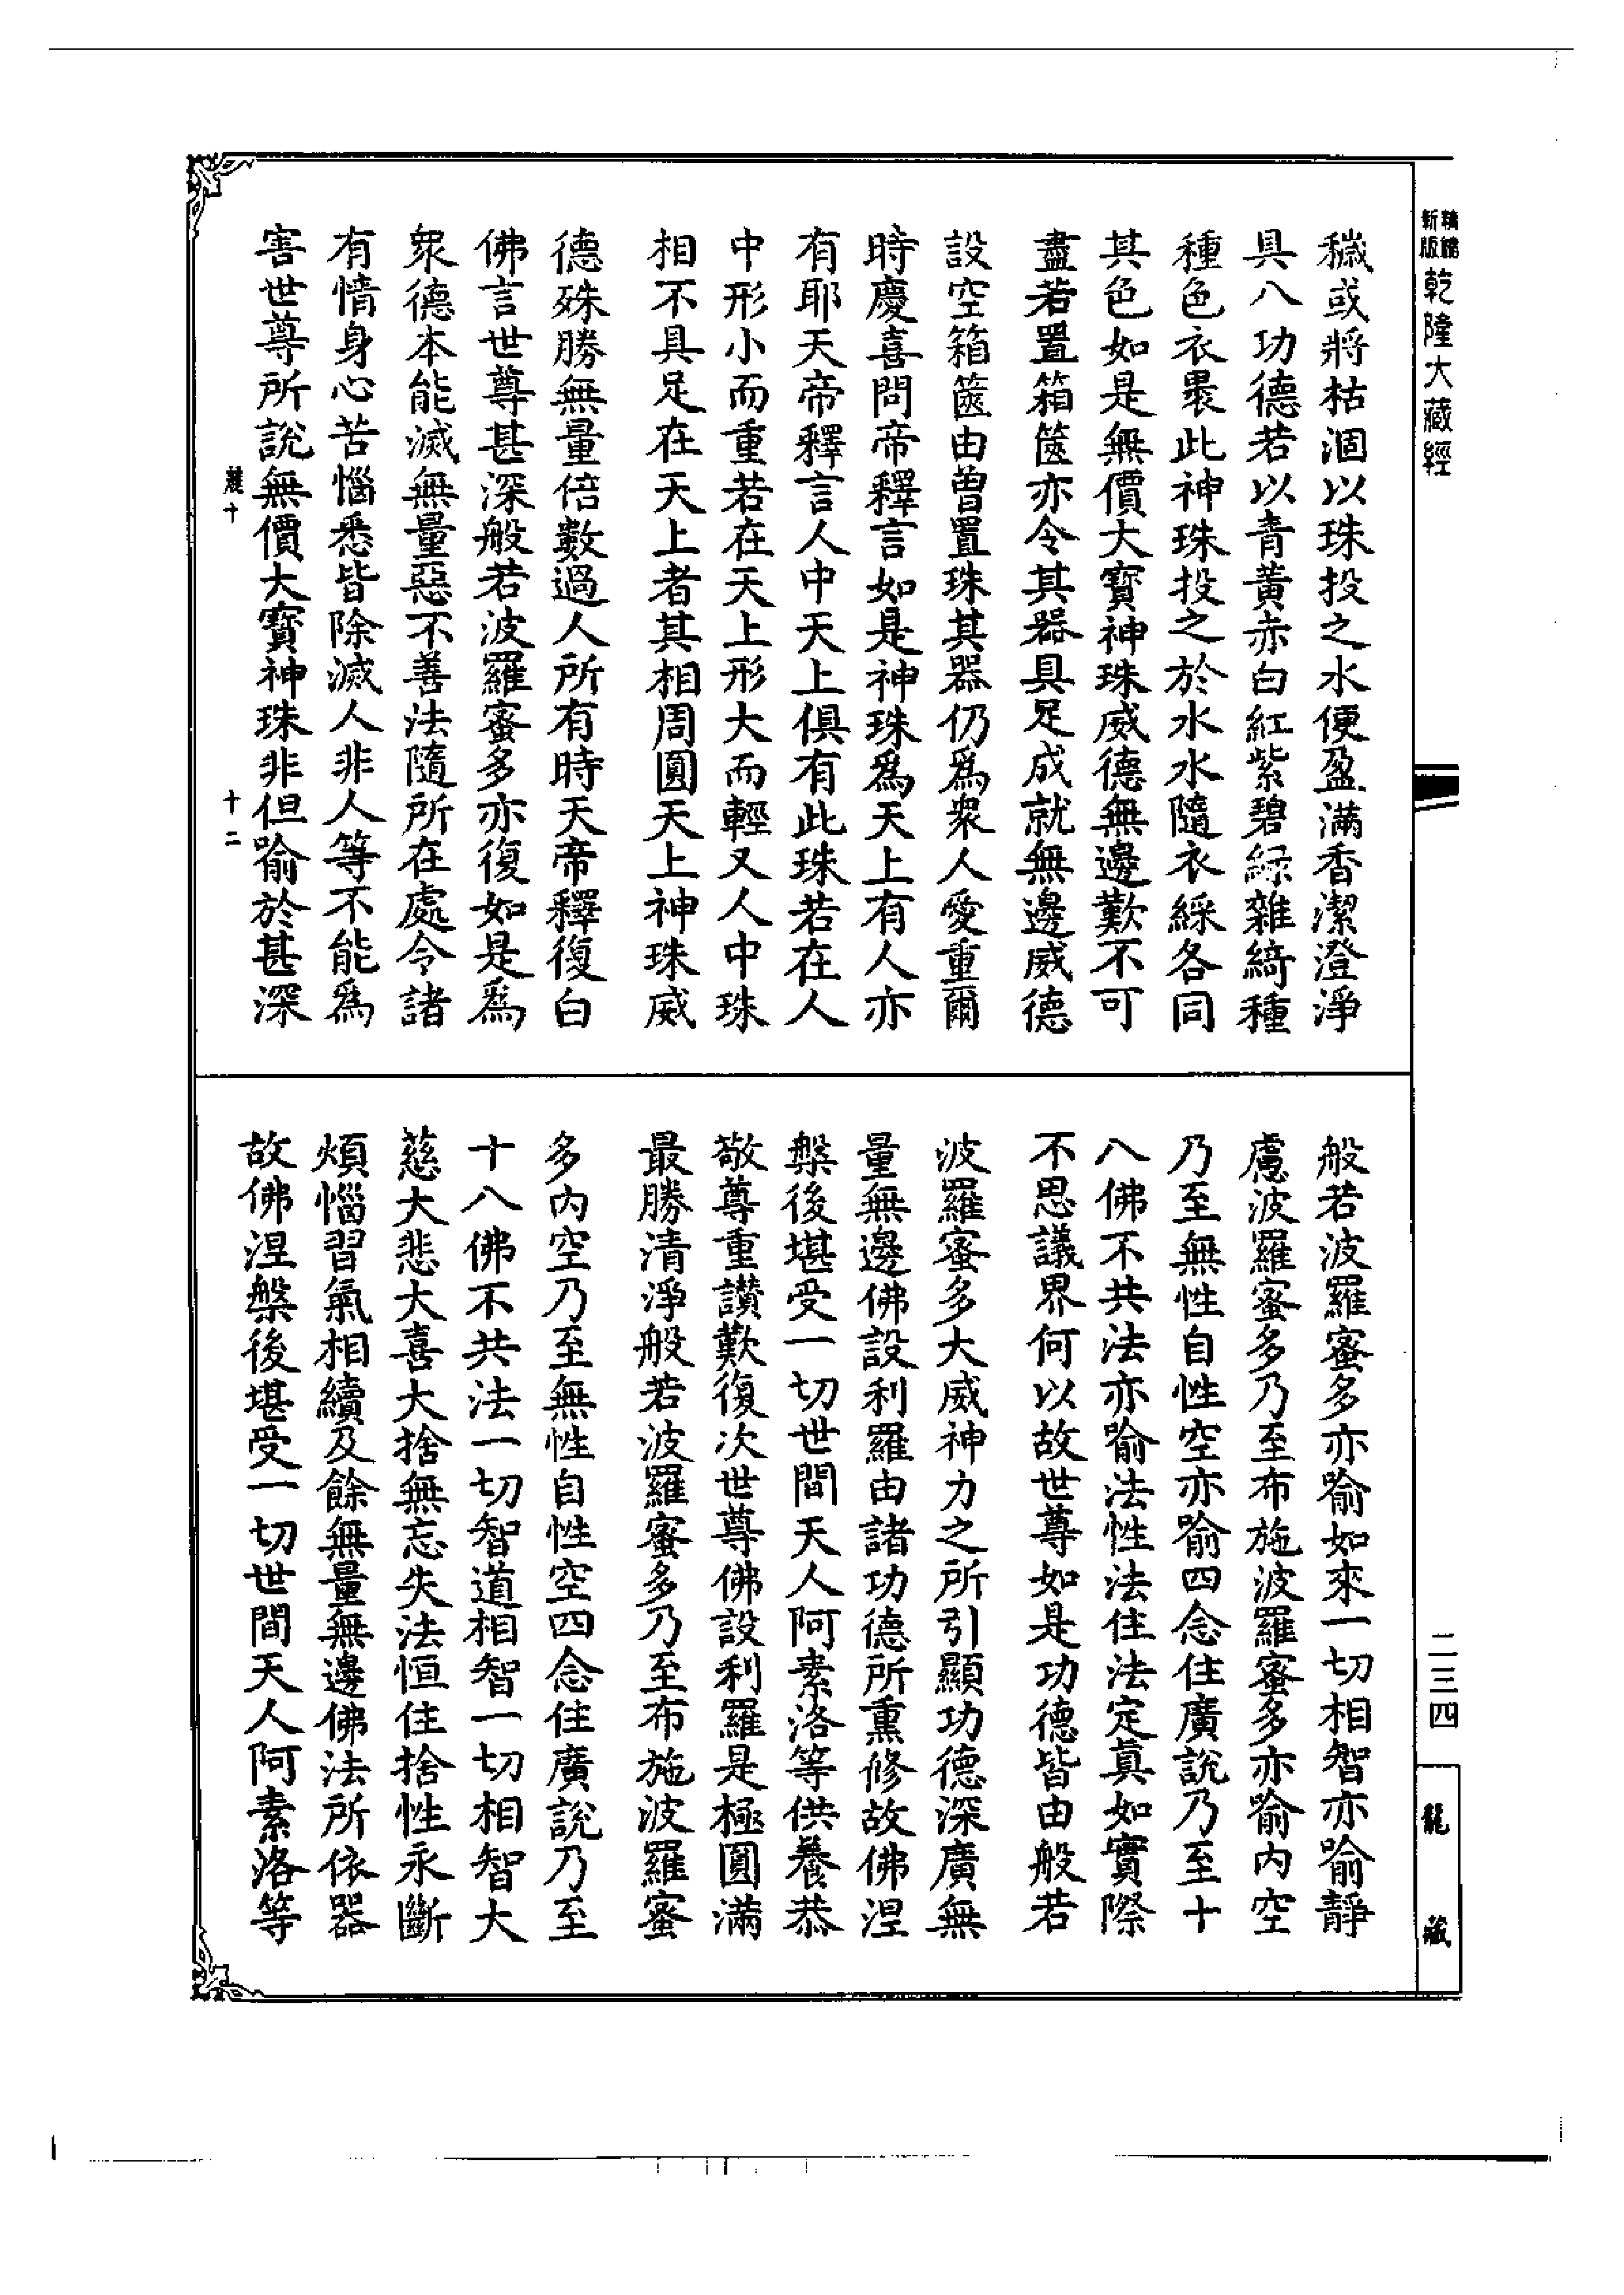 精縮
新版
乾隆大藏經
二三四
龍藏
穢或將枯涸以珠投之水便盈滿香潔澄淨
具八功德若以青黃赤白紅紫碧綠雜綺種
種色衣褁此神珠投之於水水隨衣綵各同
其色如是無價大寶神珠威德無邊歎不可
盡若置箱篋亦令其器具足成就無邊威德
設空箱篋由曾置珠其器仍為衆人愛重爾
時慶喜問帝釋言如是神珠為天上有人亦
有耶天帝釋言人中天上俱有此珠若在人
中形小而重若在天上形大而輕又人中珠
相不具足在天上者其相周圓天上神珠威
德殊勝無量倍數過人所有時天帝釋復白
佛言世尊甚深般若波羅蜜多亦復如是為
衆德本能滅無量惡不善法隨所在處令諸
有情身心苦惱悉皆除滅人非人等不能為
害世尊所說無價大寶神珠非但喻於甚深
十二
般若波羅蜜多亦喻如來一切相智亦喻靜
慮波羅蜜多乃至布施波羅蜜多亦喻內空
乃至無性自性空亦喻四念住廣說乃至十
八佛不共法亦喻法性法住法定真如實際
不思議界何以故世尊如是功德皆由般若
波羅蜜多大威神力之所引顯功德深廣無
量無邊佛設利羅由諸功德所熏修故佛涅
槃後堪受一切世間天人阿素洛等供養恭
敬尊重讚歎復次世尊佛設利羅是極圓滿
最勝清淨般若波羅蜜多乃至布施波羅蜜
多內空乃至無性自性空四念住廣說乃至
十八佛不共法一切智道相智一切相智大
慈大悲大喜大捨無忘失法恒住捨性永斷
煩惱習氣相續及餘無量無邊佛法所依器
故佛涅槃後堪受一切世間天人阿素洛等